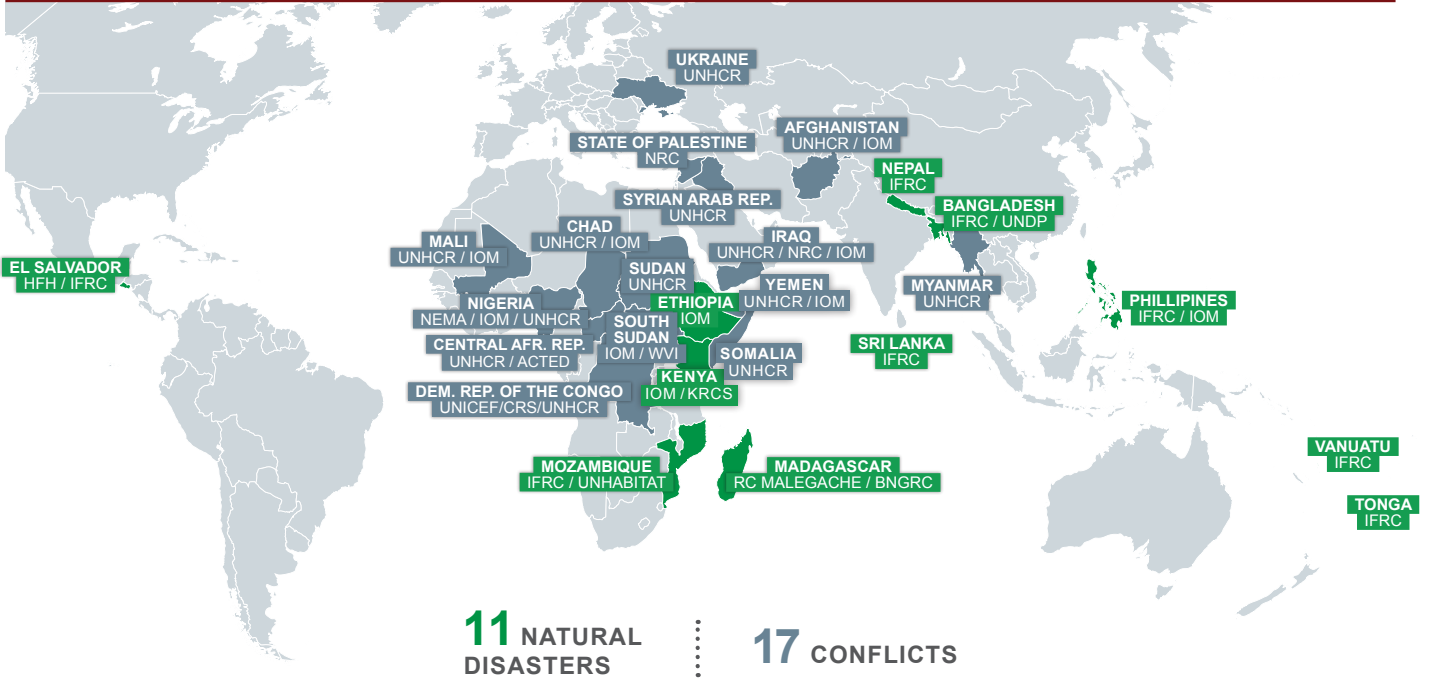 UKRAINE
UNHCR
AFGHANISTAN
UNHCR / IOM
STATE OF PALESTINE
NRC
NEPAL
IFRC
SYRIAN ARAB REP.
UNHCR
BANGLADESH
IFRC / UNDP
CHAD
UNHCR / IOM
MALI
UNHCR / IOM
IRAQ
UNHCR / NRC / IOM
EL SALVADOR
HFH / IFRC
SUDAN
UNHCR
YEMEN
UNHCR / IOM
MYANMAR
UNHCR
NIGERIA
NEMA / IOM / UNHCR
ETHIOPIA
IOM
PHILLIPINES
IFRC / IOM
SOUTH
SUDAN
IOM / WVI
CENTRAL AFR. REP.
UNHCR / ACTED
SOMALIA
UNHCR
SRI LANKA
IFRC
KENYA
IOM / KRCS
DEM. REP. OF THE CONGO
UNICEF/CRS/UNHCR
VANUATU
IFRC
MOZAMBIQUE
IFRC / UNHABITAT
MADAGASCAR
RC MALEGACHE / BNGRC
TONGA
IFRC
11 NATURAL
DISASTERS
17 CONFLICTS